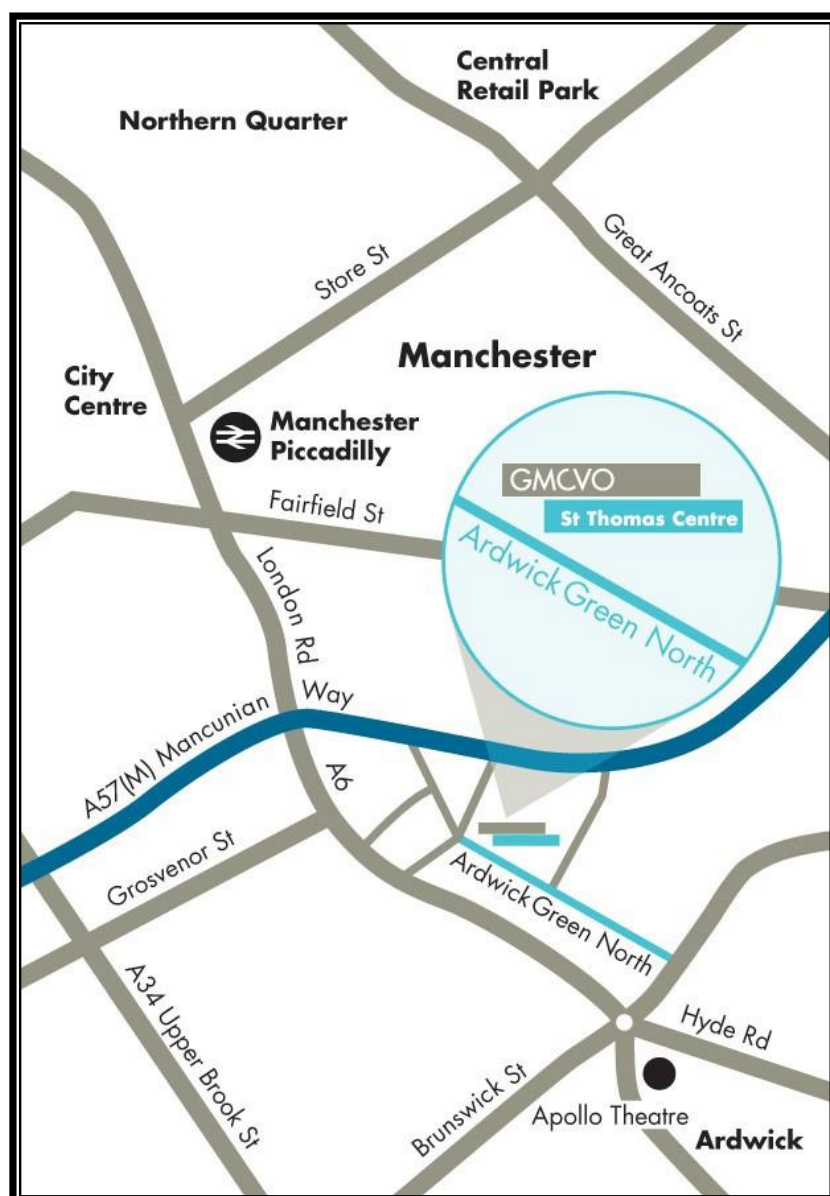 Central
Retail Park
Northern Quarter
Store St
Great Ancoats St
Manchester
City
Centre
Manchester
Piccadilly
GMCVO
St Thomas Centre
Ardwick Green North
Fairfield St
London Rd
A57(M) Mancunian Way
A6
Grosvenor St
Ardwick Green North
A34 Upper Brook St
Hyde Rd
Brunswick St
Apollo Theatre
Ardwick